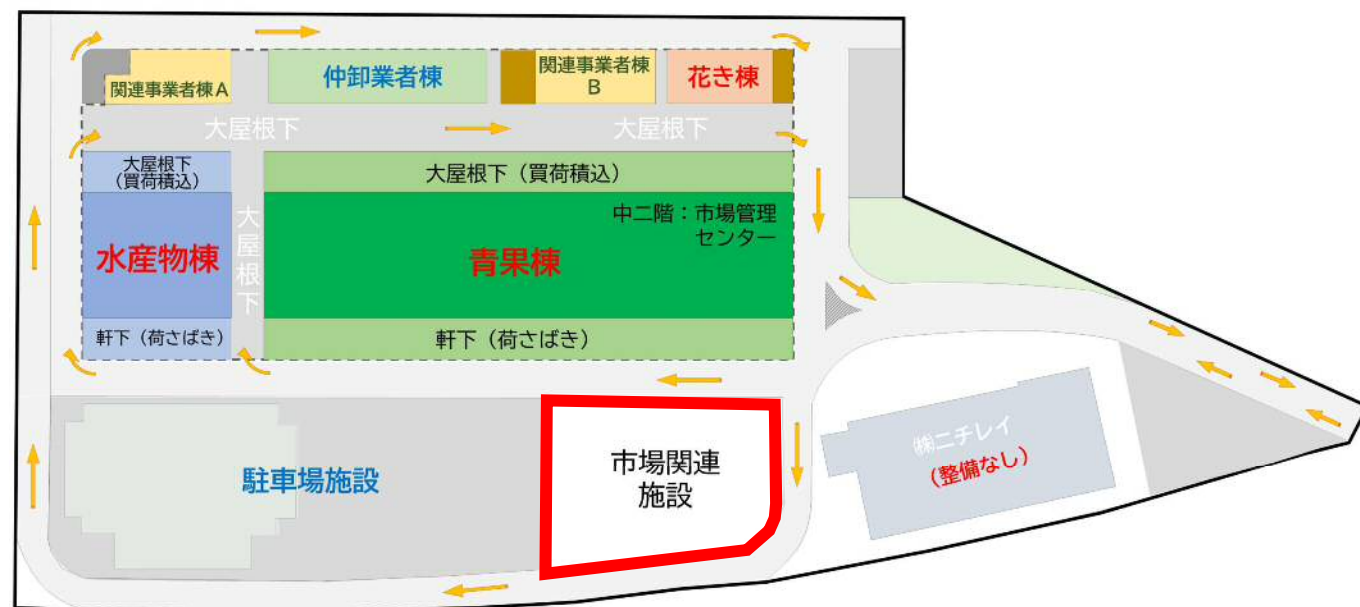 関連事業者棟A
仲卸業者棟
関連事業者棟
B
花き棟
大屋根下
大屋根下
大屋根下
(買荷積込)
大屋根下（買荷積込）
水産物棟
大屋根下
青果棟
中二階：市場管理
センター
軒下（荷さばき）
軒下（荷さばき）
駐車場施設
市場関連
施設
㈱ニチレイ
(整備なし)